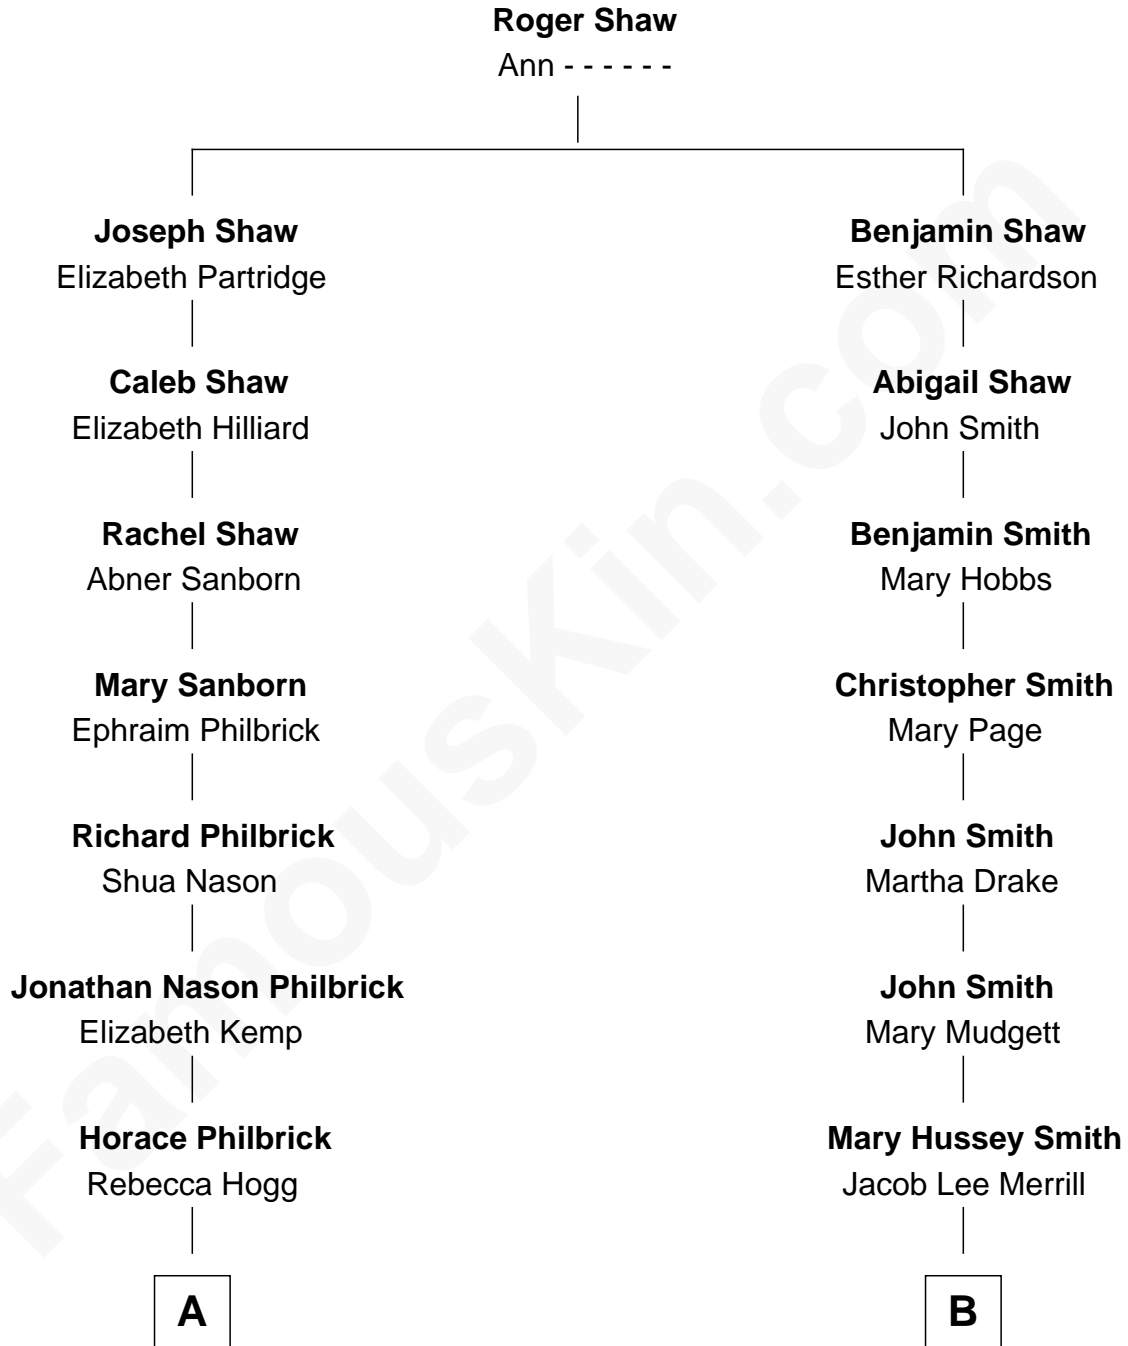 Roger Shaw
Ann - - - - - -
Joseph Shaw
Elizabeth Partridge
Benjamin Shaw
Esther Richardson
Caleb Shaw
Elizabeth Hilliard
Abigail Shaw
John Smith
Rachel Shaw
Abner Sanborn
Benjamin Smith
Mary Hobbs
Mary Sanborn
Ephraim Philbrick
Christopher Smith
Mary Page
Richard Philbrick
Shua Nason
John Smith
Martha Drake
Jonathan Nason Philbrick
Elizabeth Kemp
John Smith
Mary Mudgett
Horace Philbrick
Rebecca Hogg
Mary Hussey Smith
Jacob Lee Merrill
A
B
FamousKin.com